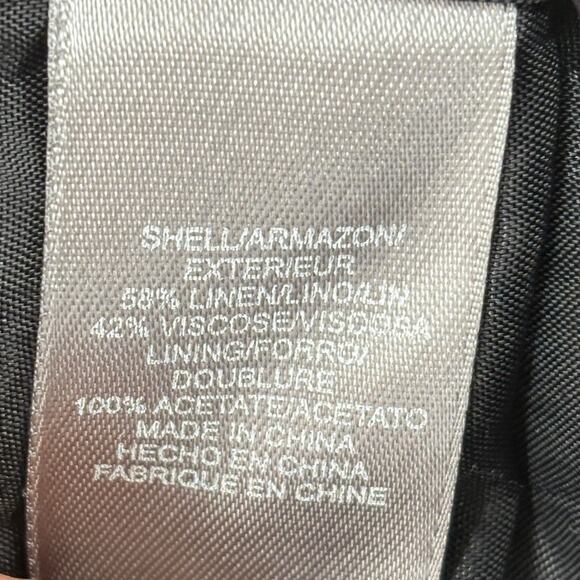 SHELL/ARMAZON/
EXTERIEUR
58% LINEN/LINO/LIN
42% VISCOSE/VISCOSA
LINING/FORRO/
DOUBLURE
100% ACETATE/ACETATO
MADE IN CHINA
HECHO EN CHINA
FABRIQUE EN CHINE